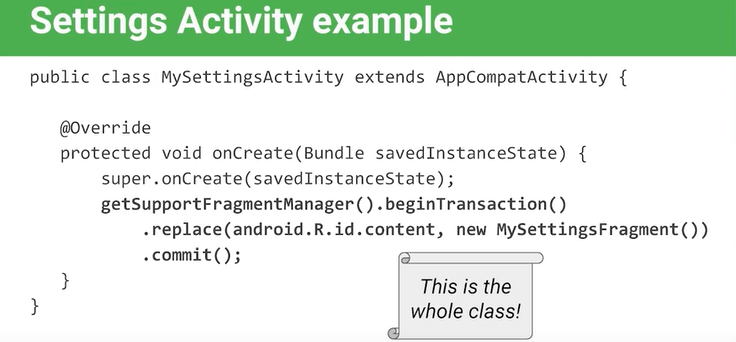 Settings Activity example
public class MySettingsActivity extends AppCompatActivity {
@Override
protected void onCreate(Bundle savedInstanceState) {
super.onCreate(savedInstanceState);
getSupportFragmentManager().beginTransaction()
.replace(android.R.id.content, new MySettingsFragment())
.commit();
}
}
This is the
whole class!